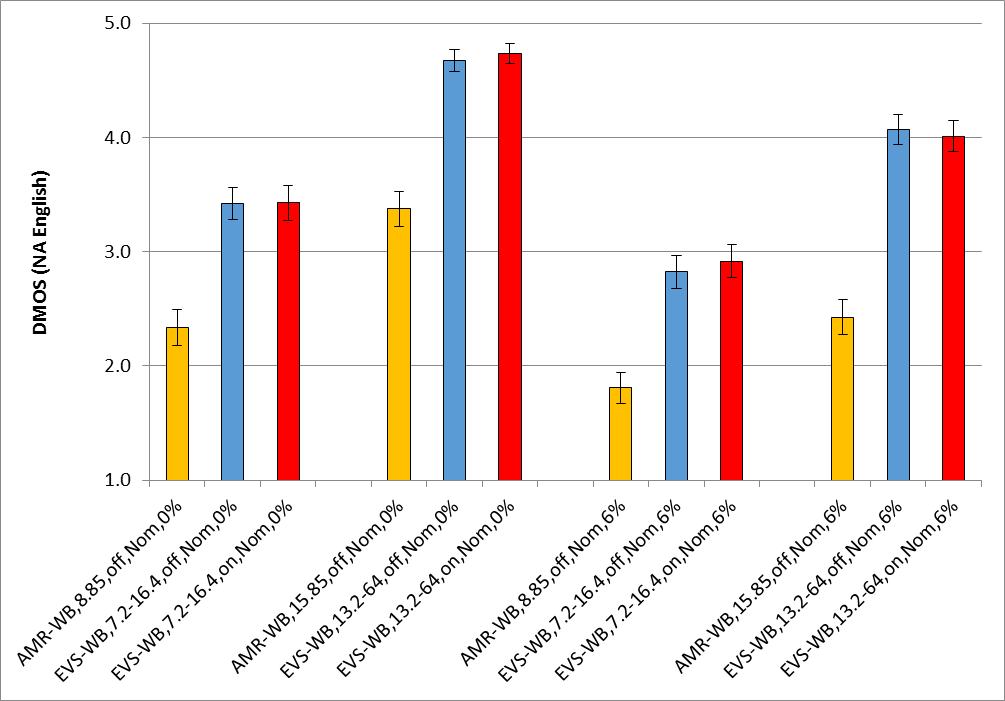 5.0
4.0
3.0
2.0
1.0
DMOS (NA English)
AMR-WB,8.85,off,Nom,0%
EVS-WB,7.2-16.4,off,Nom,0%
EVS-WB,7.2-16.4,on,Nom,0%
AMR-WB,15.85,off,Nom,0%
EVS-WB,13.2-64,off,Nom,0%
EVS-WB,13.2-64,on,Nom,0%
AMR-WB,8.85,off,Nom,6%
EVS-WB,7.2-16.4,off,Nom,6%
EVS-WB,7.2-16.4,on,Nom,6%
AMR-WB,15.85,off,Nom,6%
EVS-WB,13.2-64,off,Nom,6%
EVS-WB,13.2-64,on,Nom,6%